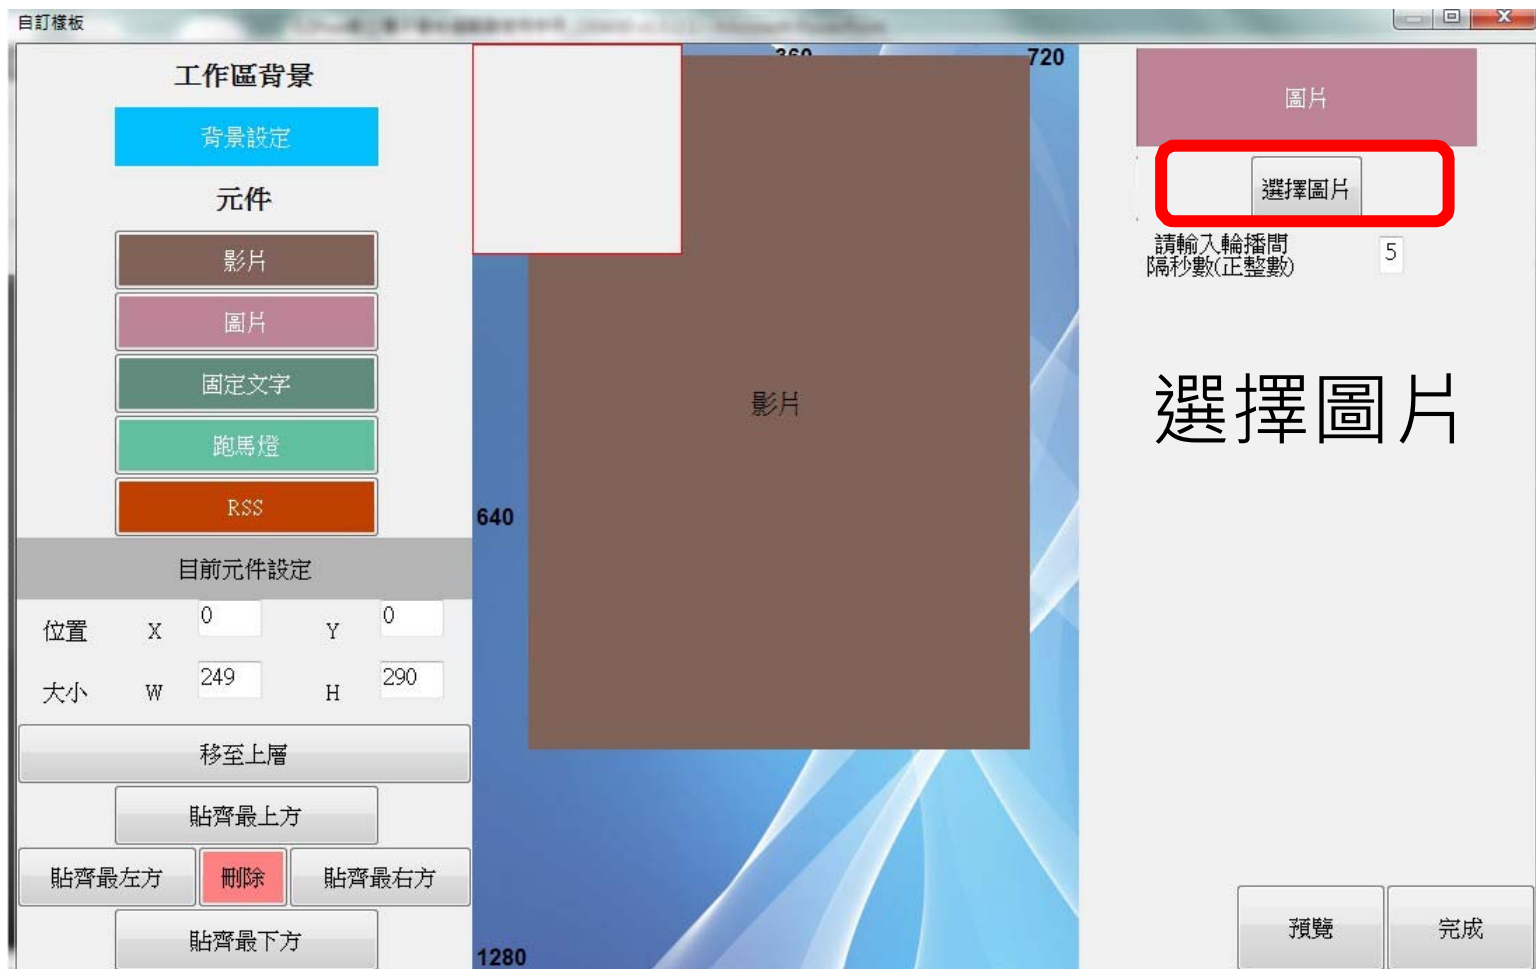 自訂樣板
工作區背景
背景設定
元件
影片
圖片
固定文字
跑馬燈
RSS
目前元件設定
位置 X 0 Y 0
大小 W 249 H 290
移至上層
貼齊最上方
貼齊最左方 刪除 貼齊最右方
貼齊最下方
360 720
影片
640
1280
圖片
選擇圖片
請輸入輪播間
隔秒數(正整數) 5
選擇圖片
預覽 完成